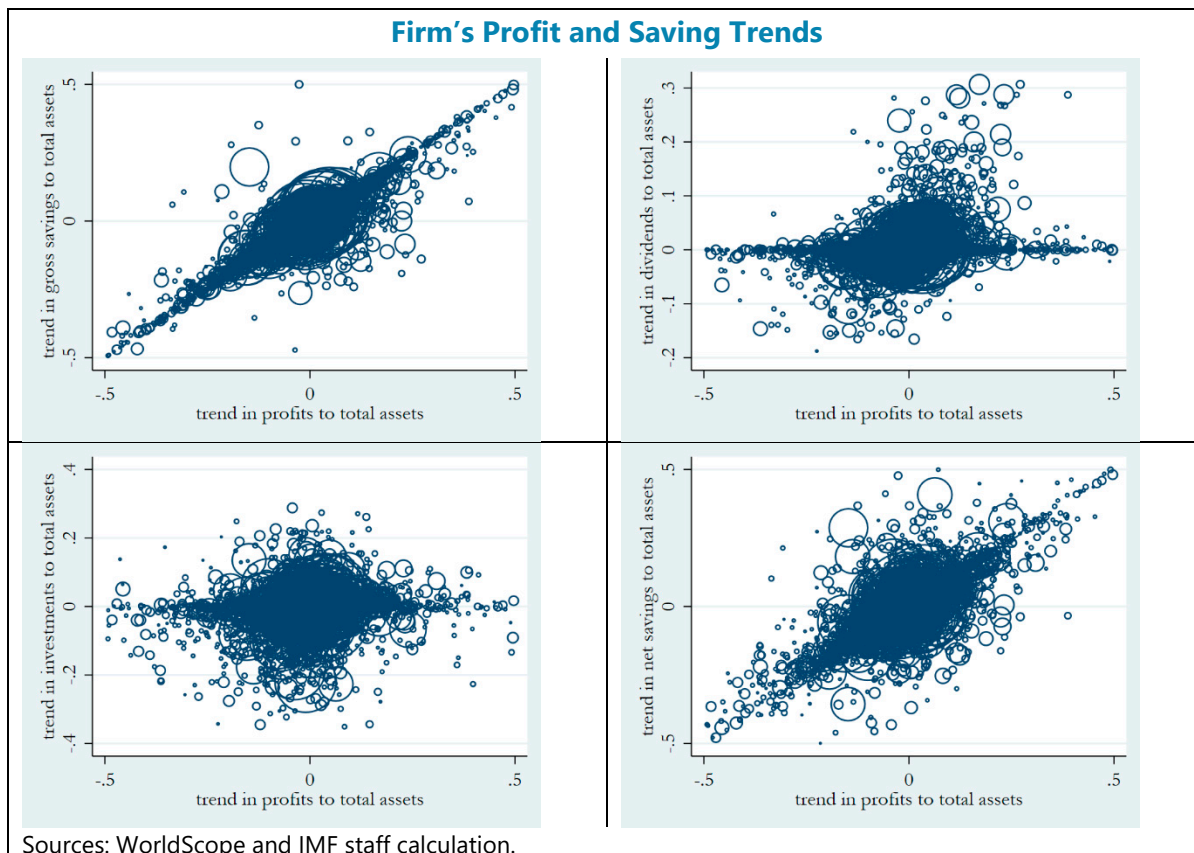 Firm's Profit and Saving Trends
trend in gross savings to total assets
.5
0
-.5
-.5 0 .5
trend in profits to total assets
trend in dividends to total assets
.3
.2
.1
0
-.1
-.2
-.5 0 .5
trend in profits to total assets
trend in investments to total assets
.4
.2
0
-.2
-.4
-.5 0 .5
trend in profits to total assets
trend in net savings to total assets
.5
0
-.5
-.5 0 .5
trend in profits to total assets
Sources: WorldScope and IMF staff calculation.